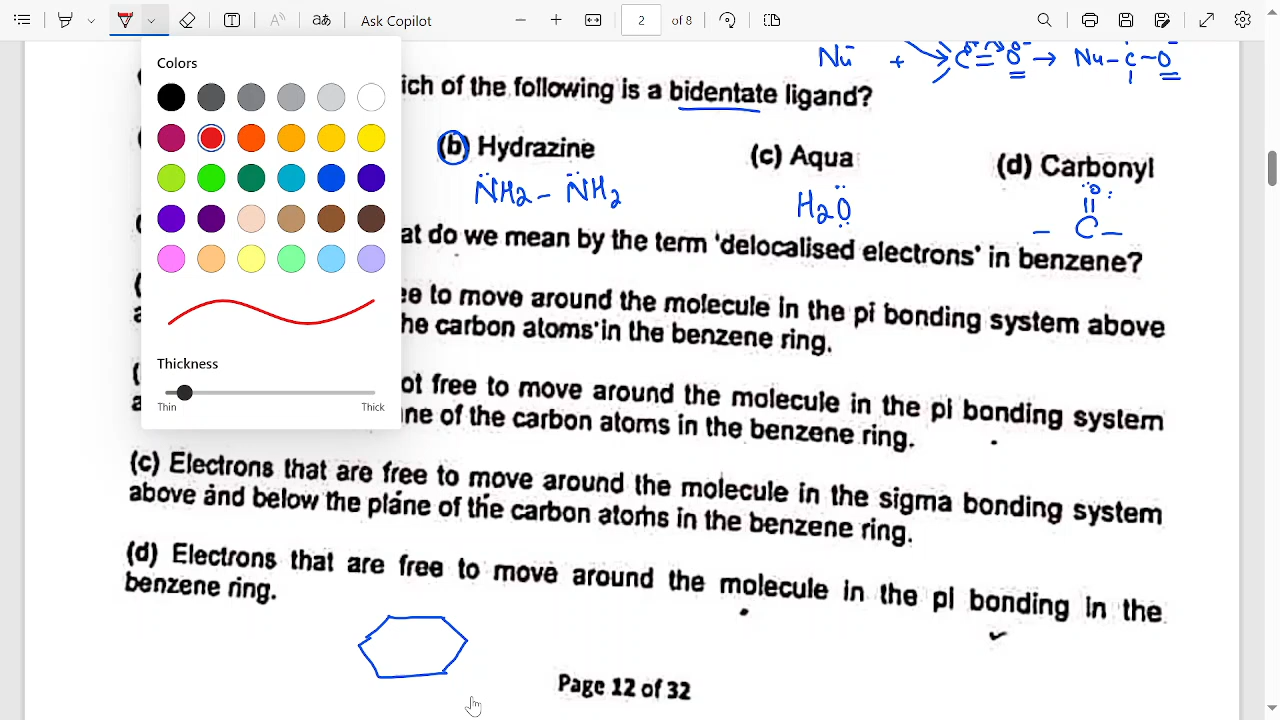 Ask Copilot
2
of 8
Nu⁻ + C=O → Nu-C-O⁻
Colors
Thickness
Thin
Thick
ich of the following is a bidentate ligand?
(b) Hydrazine
(c) Aqua
(d) Carbonyl
NH2 - NH2
H2O
O
- C -
at do we mean by the term 'delocalised electrons' in benzene?
to move around the molecule in the pi bonding system above
he carbon atoms in the benzene ring.
ot free to move around the molecule in the pi bonding system
ne of the carbon atoms in the benzene ring.
(c) Electrons that are free to move around the molecule in the sigma bonding system
above and below the plane of the carbon atoms in the benzene ring.
(d) Electrons that are free to move around the molecule in the pi bonding in the
benzene ring.
Page 12 of 32